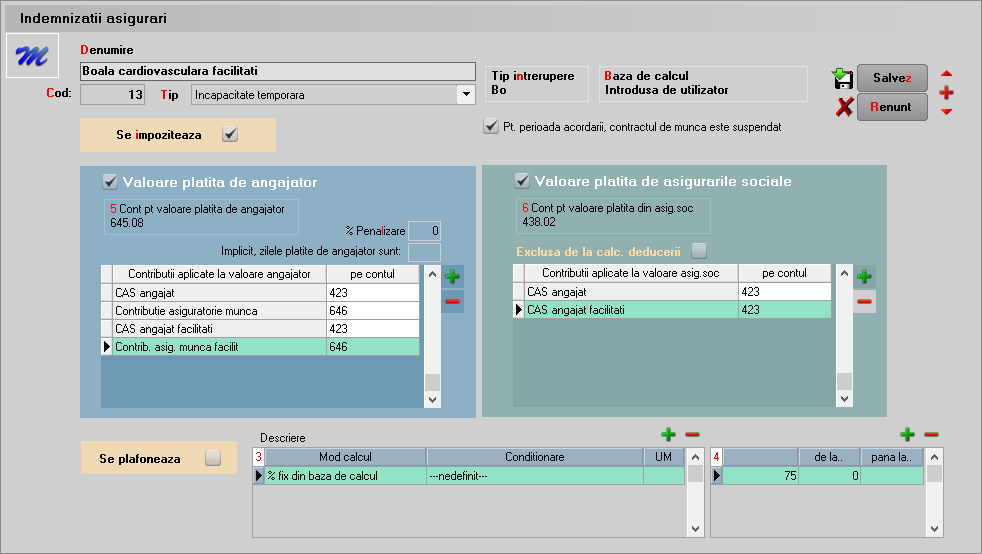 Indemnizatii asigurari
M
Denumire
Boala cardiovasculara facilitati
Cod: 13 Tip Incapacitate temporara
Tip intrerupere
Bo
Baza de calcul
Introdusa de utilizator
Salvez
Renunt
Se impoziteaza
Pt. perioada acordarii, contractul de munca este suspendat
Valoare platita de angajator
5 Cont pt valoare platita de angajator
645.08
% Penalizare 0
Implicit, zilele platite de angajator sunt:
Contributii aplicate la valoare angajator pe contul
CAS angajat 423
Contributie asiguratorie munca 646
CAS angajat facilitati 423
Contrib. asig. munca facilit 646
Valoare platita de asigurarile sociale
6 Cont pt valoare platita din asig.soc
438.02
Exclusa de la calc. deducerii
Contributii aplicate la valoare asig.soc pe contul
CAS angajat 423
CAS angajat facilitati 423
Se plafoneaza
Descriere
3 Mod calcul Conditionare UM
% fix din baza de calcul ---nedefinit---
4 de la.. pana la..
75 0